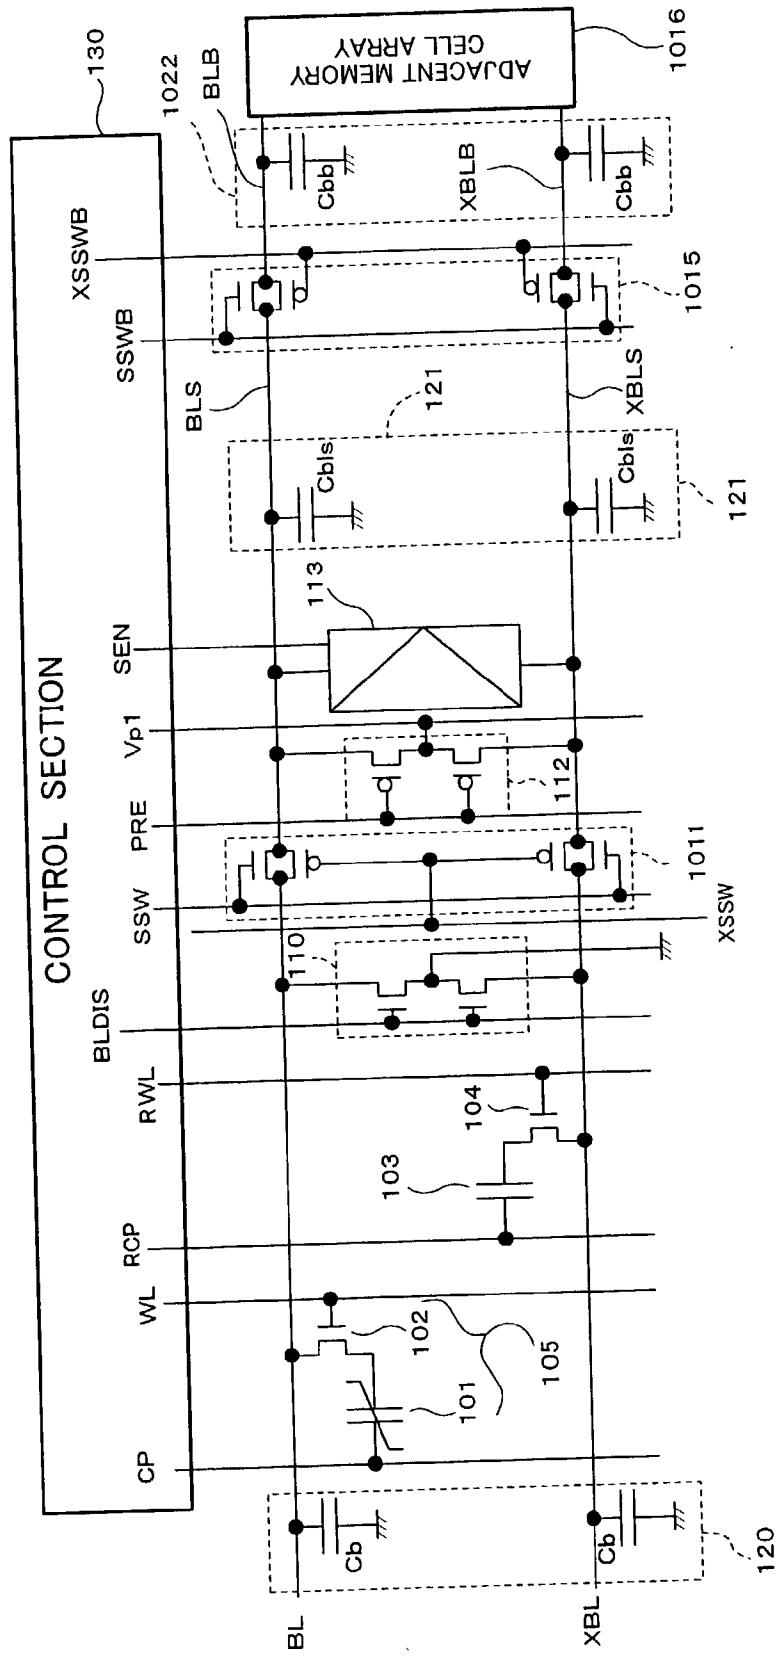 CONTROL SECTION
130
CP
WL
RCP
RWL
BLDIS
SSW
PRE
Vp1
SEN
SSWB
XSSWB
1022
BLB
BL
Cb
101
102
105
103
104
110
XSSW
1011
112
113
Cbls
BLS
121
Cbb
ADJACENT MEMORY
CELL ARRAY
1016
XBL
Cb
120
Cbls
121
XBLS
1015
XBLB
Cbb